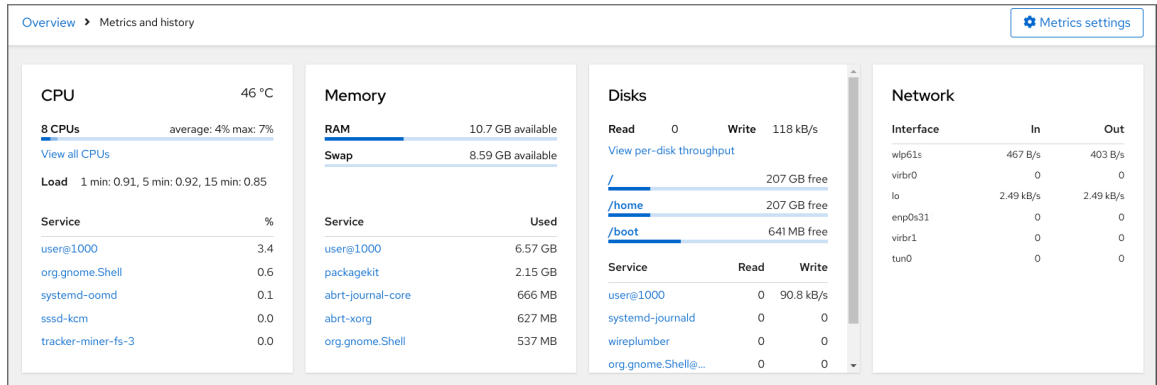 Overview > Metrics and history
Metrics settings
CPU 46 °C
8 CPUs average: 4% max: 7%
View all CPUs
Load 1 min: 0.91, 5 min: 0.92, 15 min: 0.85
Service %
user@1000 3.4
org.gnome.Shell 0.6
systemd-oomd 0.1
sssd-kcm 0.0
tracker-miner-fs-3 0.0
Memory
RAM 10.7 GB available
Swap 8.59 GB available
Service Used
user@1000 6.57 GB
packagekit 2.15 GB
abrt-journal-core 666 MB
abrt-xorg 627 MB
org.gnome.Shell 537 MB
Disks
Read 0 Write 118 kB/s
View per-disk throughput
/ 207 GB free
/home 207 GB free
/boot 641 MB free
Service Read Write
user@1000 0 90.8 kB/s
systemd-journald 0 0
wireplumber 0 0
org.gnome.Shell@... 0 0
Network
Interface In Out
wlp61s 467 B/s 403 B/s
virbr0 0 0
lo 2.49 kB/s 2.49 kB/s
enp0s31 0 0
virbr1 0 0
tun0 0 0